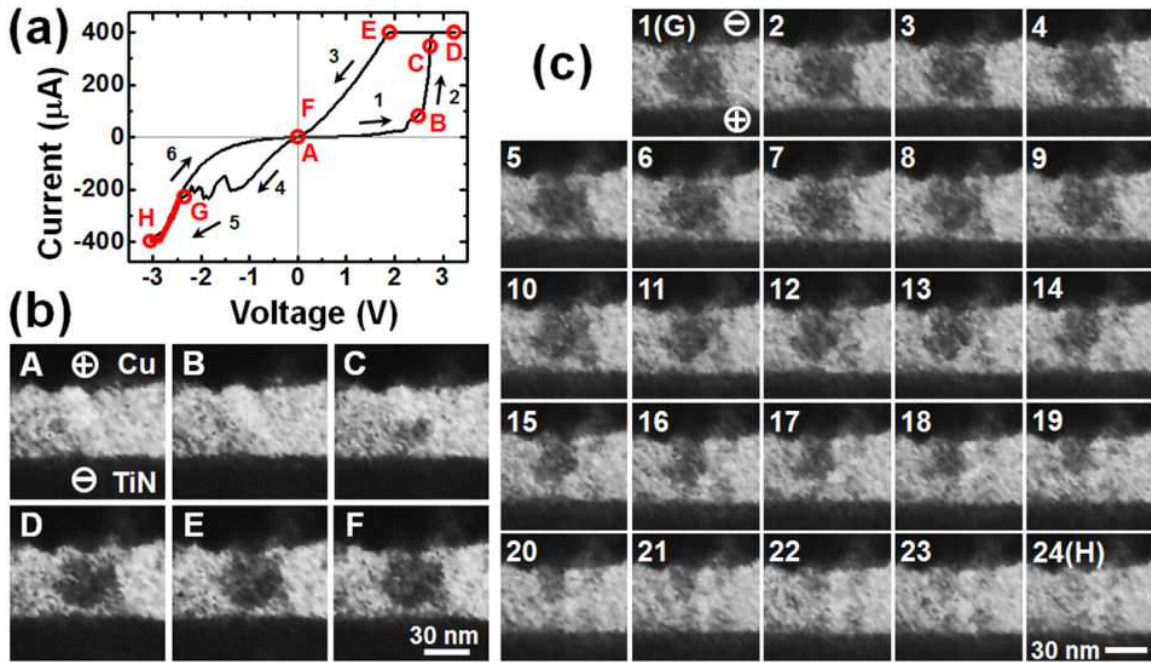 (a)
400
200
0
-200
-400
Current (μA)
-3 -2 -1 0 1 2 3
Voltage (V)
E
D
C
B
F
A
G
H
3
1
2
4
5
6
(b)
A ⊕ Cu
⊖ TiN
B
C
D
E
F
30 nm
(c)
1(G) ⊖
⊕
2
3
4
5
6
7
8
9
10
11
12
13
14
15
16
17
18
19
20
21
22
23
24(H)
30 nm